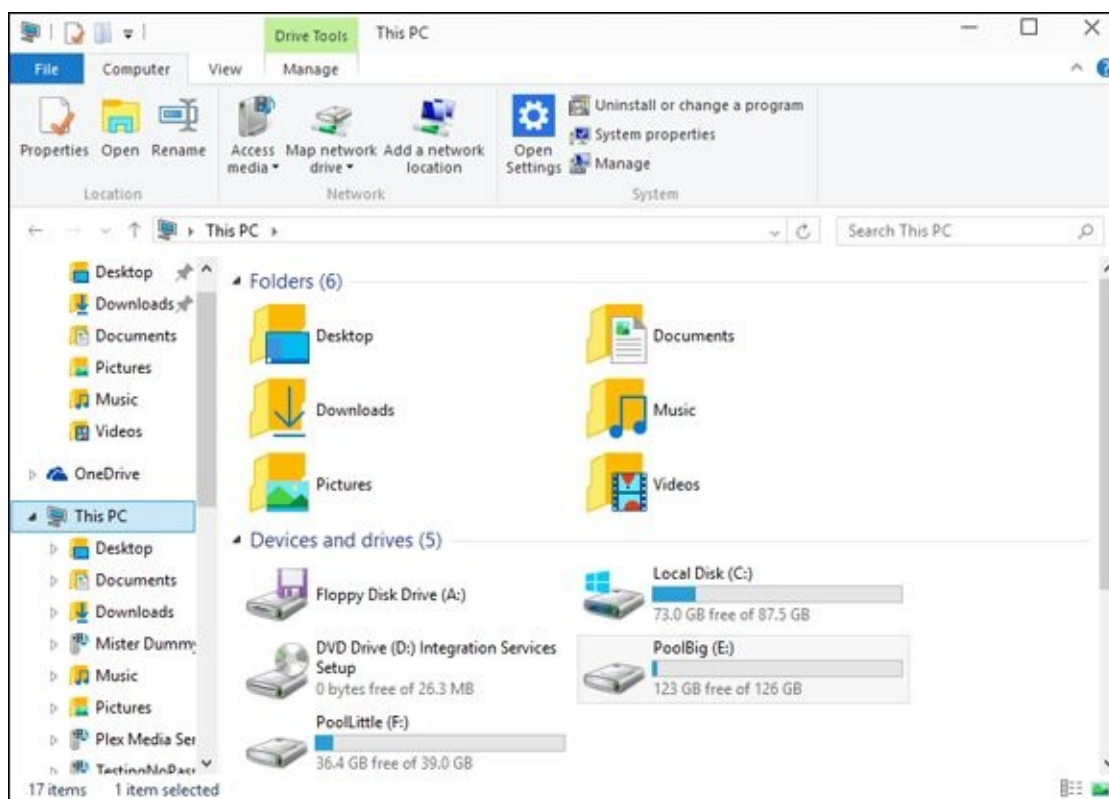 Drive Tools This PC
File Computer View Manage
Properties Open Rename
Access media
Map network drive
Add a network location
Open Settings
Uninstall or change a program
System properties
Manage
Location Network System
This PC
Search This PC
Desktop
Downloads
Documents
Pictures
Music
Videos
OneDrive
This PC
Desktop
Documents
Downloads
Mister Dummy
Music
Pictures
Plex Media Ser
Folders (6)
Desktop
Documents
Downloads
Music
Pictures
Videos
Devices and drives (5)
Floppy Disk Drive (A:)
Local Disk (C:)
73.0 GB free of 87.5 GB
DVD Drive (D:) Integration Services
Setup
0 bytes free of 26.3 MB
PoolBig (E:)
123 GB free of 126 GB
PoolLittle (F:)
36.4 GB free of 39.0 GB
17 items 1 item selected